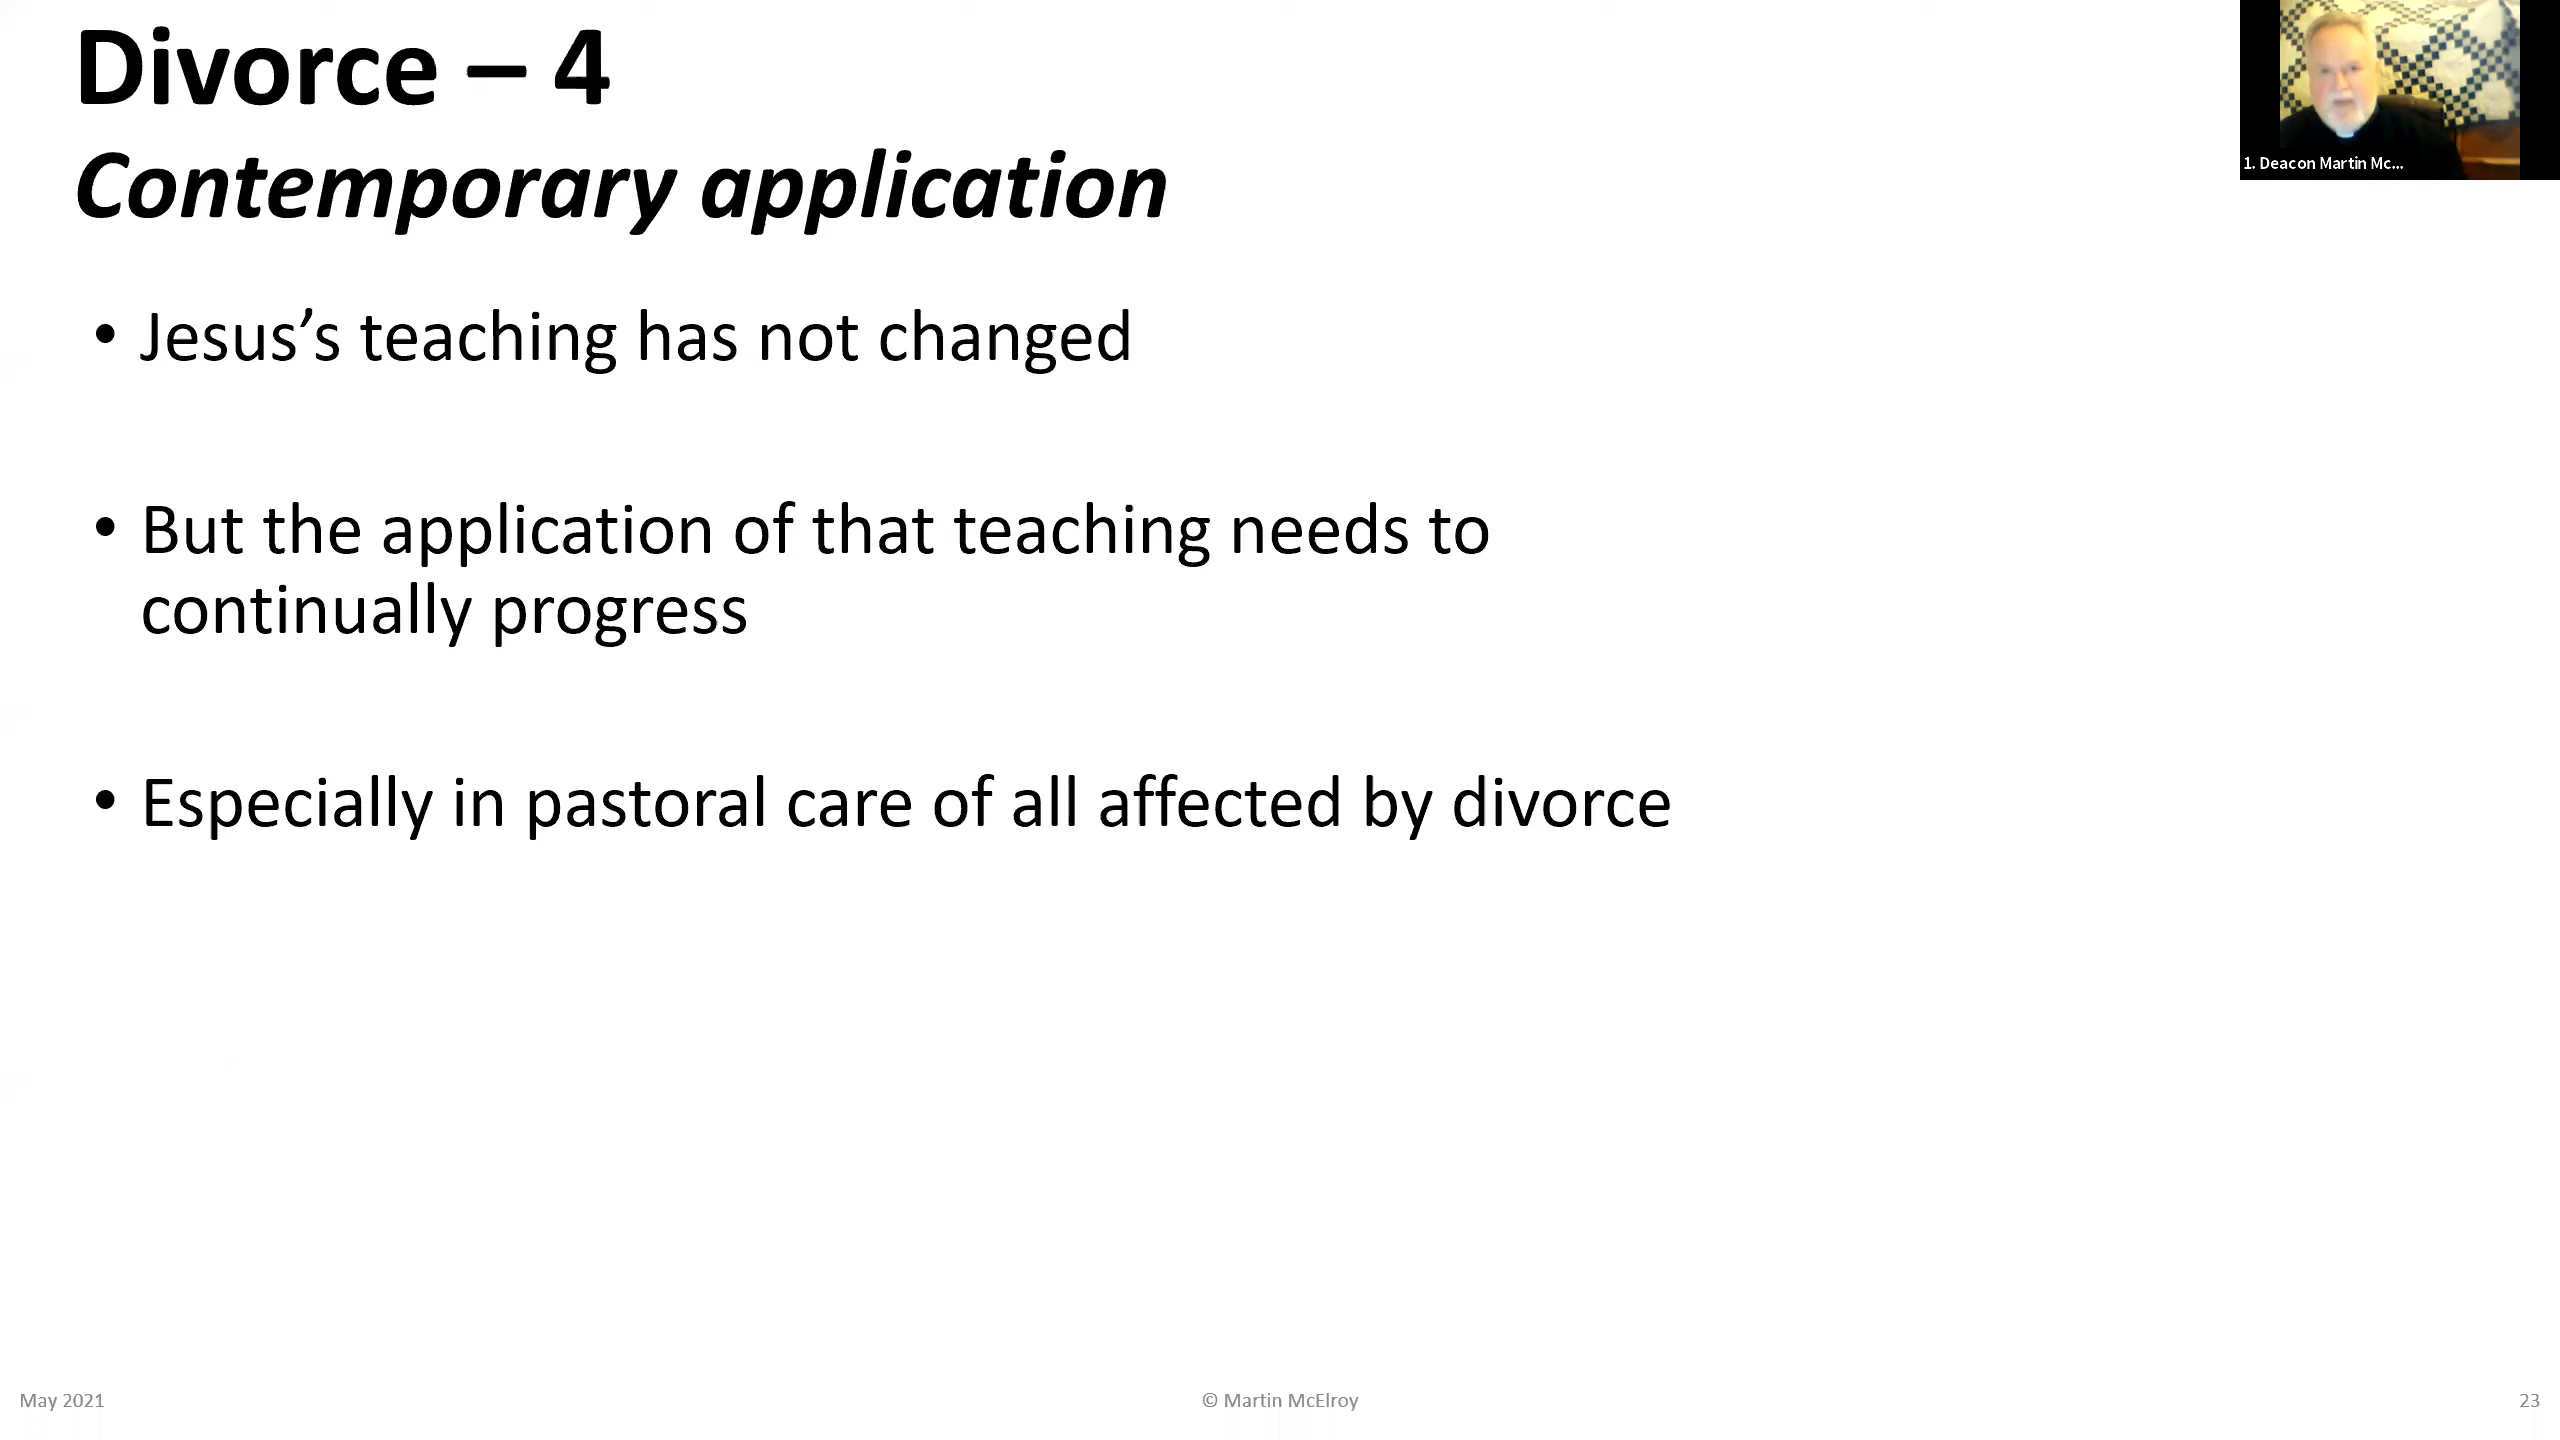 Divorce – 4
Contemporary application
1. Deacon Martin Mc...
• Jesus’s teaching has not changed
• But the application of that teaching needs to
continually progress
• Especially in pastoral care of all affected by divorce
May 2021
© Martin McElroy
23